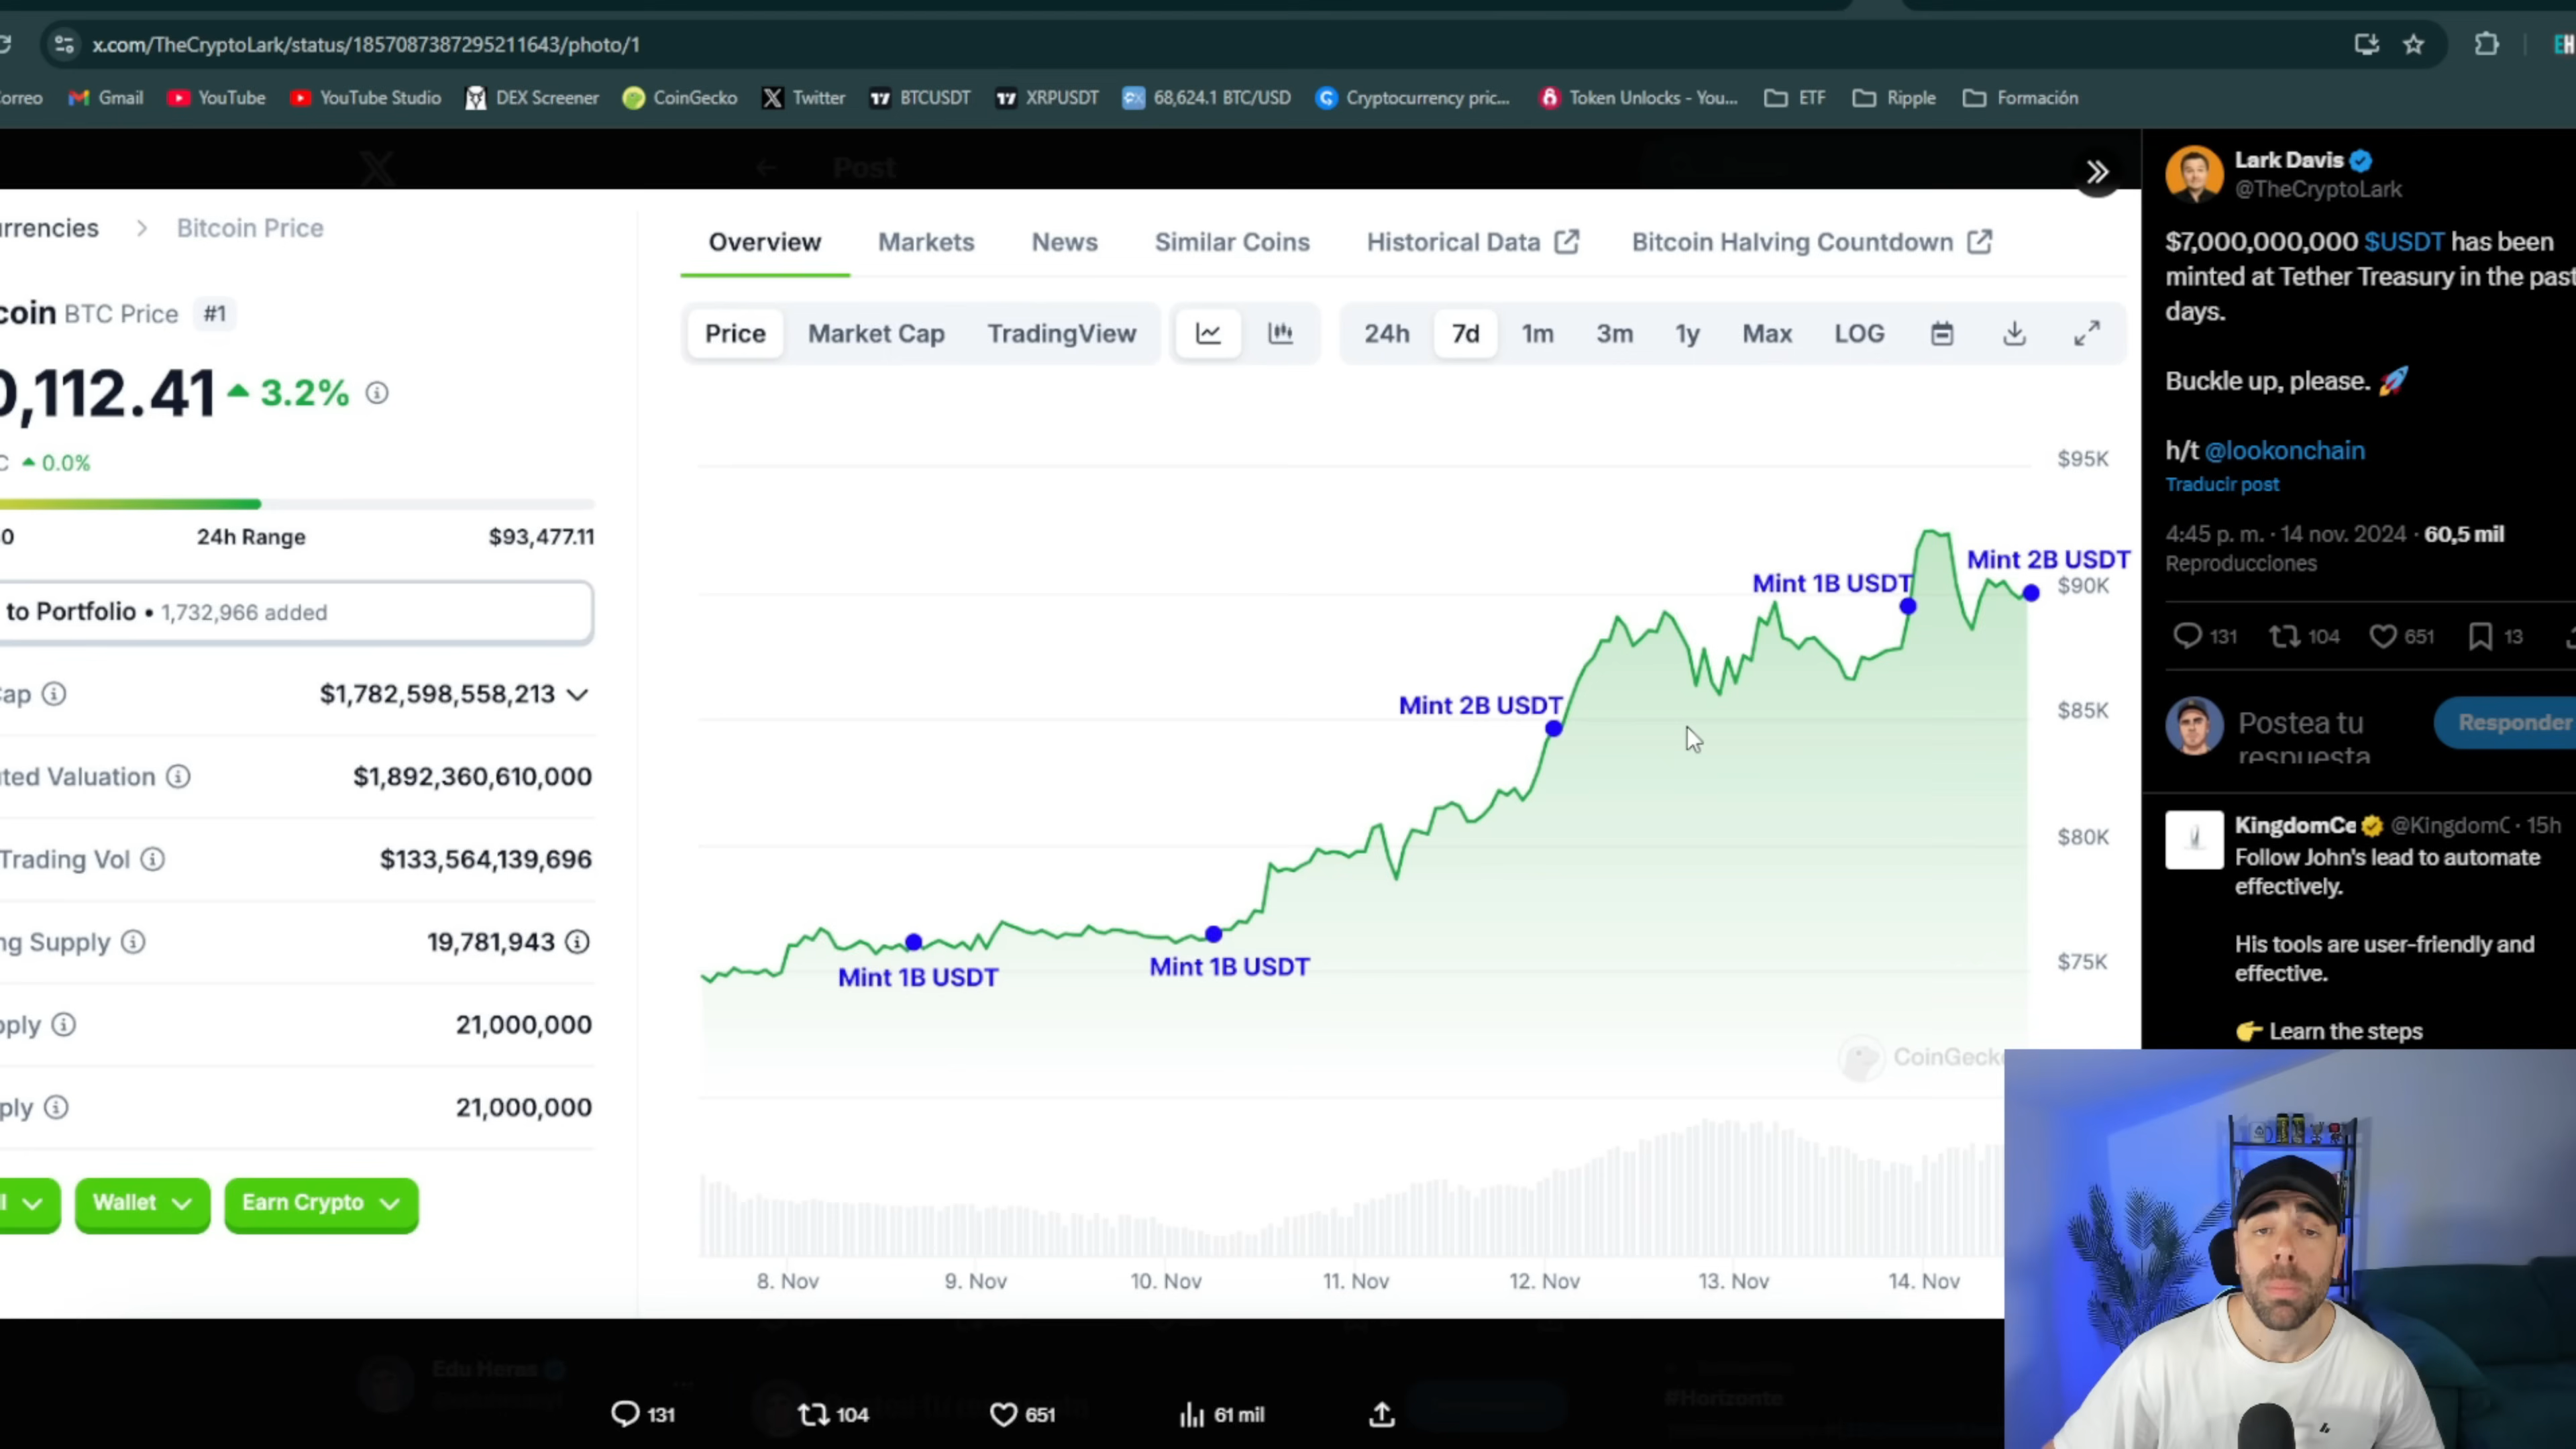 x.com/TheCryptoLark/status/1857087387295211643/photo/1
orreo Gmail YouTube YouTube Studio DEX Screener CoinGecko Twitter BTCUSDT XRPUSDT 68,624.1 BTC/USD Cryptocurrency pric... Token Unlocks - You... ETF Ripple Formación
Post
rrencies > Bitcoin Price
coin BTC Price #1
0,112.41 3.2%
C 0.0%
0 24h Range $93,477.11
to Portfolio • 1,732,966 added
Cap $1,782,598,558,213
ted Valuation $1,892,360,610,000
Trading Vol $133,564,139,696
ng Supply 19,781,943
pply 21,000,000
ply 21,000,000
Wallet Earn Crypto
Overview Markets News Similar Coins Historical Data Bitcoin Halving Countdown
Price Market Cap TradingView 24h 7d 1m 3m 1y Max LOG
$95K
Mint 2B USDT
Mint 1B USDT
$90K
Mint 2B USDT
$85K
$80K
Mint 1B USDT
Mint 1B USDT
$75K
CoinGecko
8. Nov 9. Nov 10. Nov 11. Nov 12. Nov 13. Nov 14. Nov
Edu Heras
#Horizonte
131 104 651 61 mil
Lark Davis
@TheCryptoLark
$7,000,000,000 $USDT has been
minted at Tether Treasury in the past
days.
Buckle up, please. 🚀
h/t @lookonchain
Traducir post
4:45 p. m. · 14 nov. 2024 · 60,5 mil
Reproducciones
131 104 651 13
Postea tu
respuesta
Responder
KingdomCe @KingdomC · 15h
Follow John's lead to automate
effectively.
His tools are user-friendly and
effective.
👉 Learn the steps